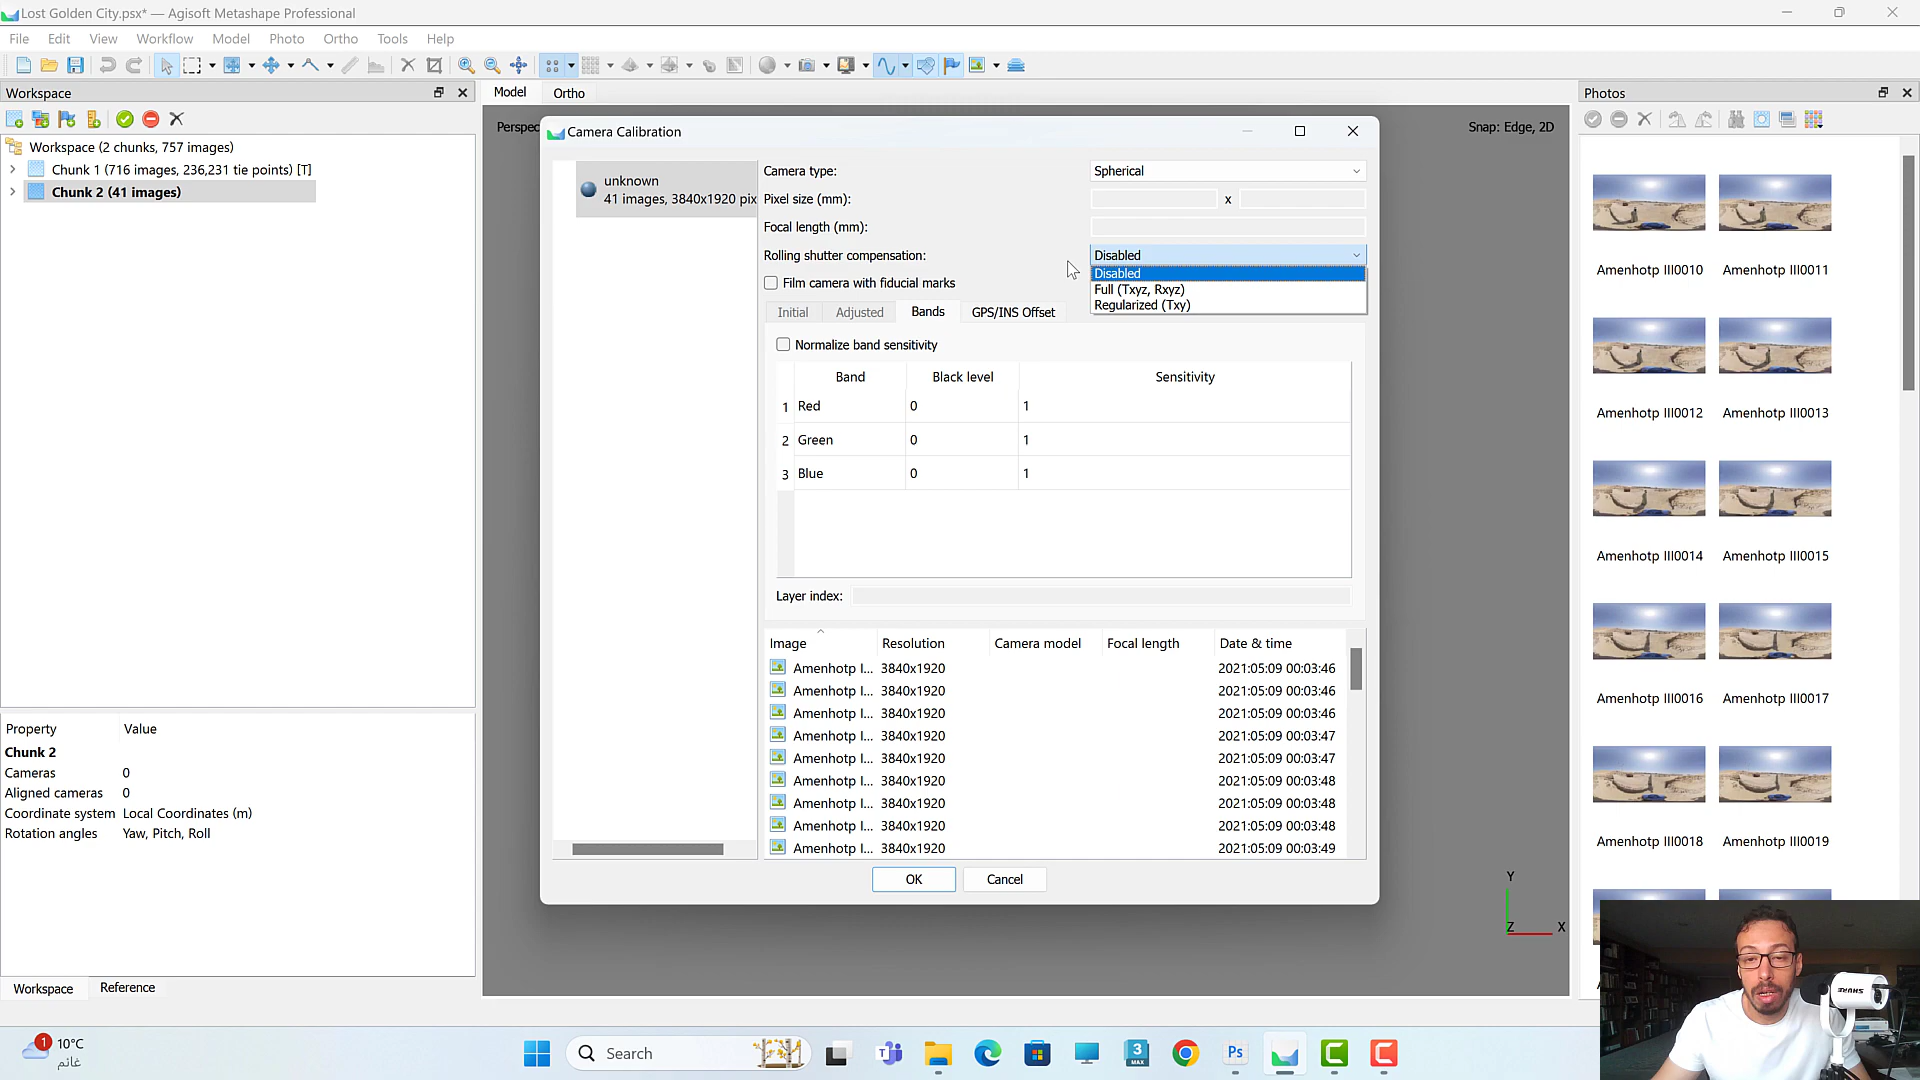 Lost Golden City.psx* — Agisoft Metashape Professional
File Edit View Workflow Model Photo Ortho Tools Help
Workspace
Workspace (2 chunks, 757 images)
Chunk 1 (716 images, 236,231 tie points) [T]
Chunk 2 (41 images)
Property Value
Chunk 2
Cameras 0
Aligned cameras 0
Coordinate system Local Coordinates (m)
Rotation angles Yaw, Pitch, Roll
Workspace Reference
Model Ortho
Perspec
Snap: Edge, 2D
Camera Calibration
unknown
41 images, 3840x1920 pix
Camera type: Spherical
Pixel size (mm): x
Focal length (mm):
Rolling shutter compensation: Disabled
Disabled
Full (Txyz, Rxyz)
Regularized (Txy)
Film camera with fiducial marks
Initial Adjusted Bands GPS/INS Offset
Normalize band sensitivity
Band Black level Sensitivity
1 Red 0 1
2 Green 0 1
3 Blue 0 1
Layer index:
Image Resolution Camera model Focal length Date & time
Amenhotp I... 3840x1920 2021:05:09 00:03:46
Amenhotp I... 3840x1920 2021:05:09 00:03:46
Amenhotp I... 3840x1920 2021:05:09 00:03:46
Amenhotp I... 3840x1920 2021:05:09 00:03:47
Amenhotp I... 3840x1920 2021:05:09 00:03:47
Amenhotp I... 3840x1920 2021:05:09 00:03:48
Amenhotp I... 3840x1920 2021:05:09 00:03:48
Amenhotp I... 3840x1920 2021:05:09 00:03:48
Amenhotp I... 3840x1920 2021:05:09 00:03:49
OK Cancel
Y
Z X
Photos
Amenhotp III0010 Amenhotp III0011
Amenhotp III0012 Amenhotp III0013
Amenhotp III0014 Amenhotp III0015
Amenhotp III0016 Amenhotp III0017
Amenhotp III0018 Amenhotp III0019
SHURE
1
10°C
غائم
Search
3
MAX
Ps
C
C